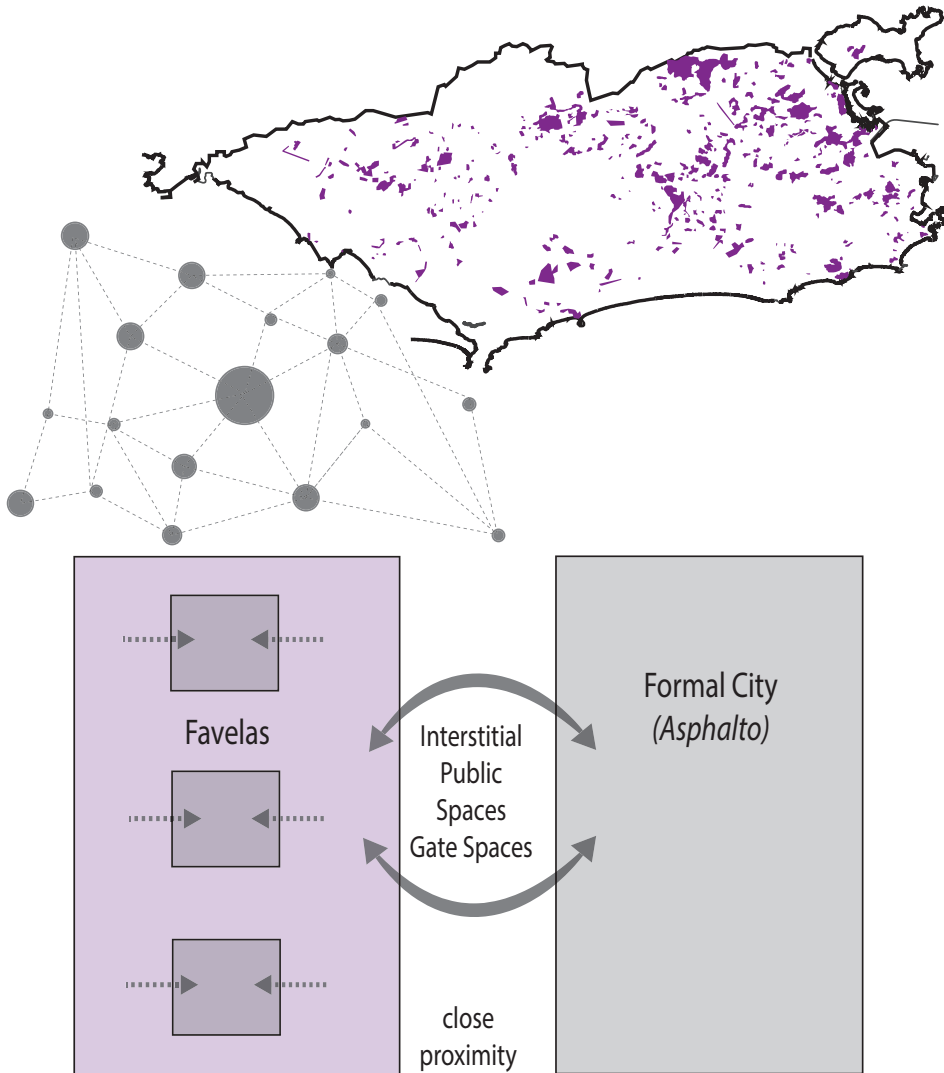 Favelas
Interstitial
Public
Spaces
Gate Spaces
Formal City
(Asphalto)
close
proximity